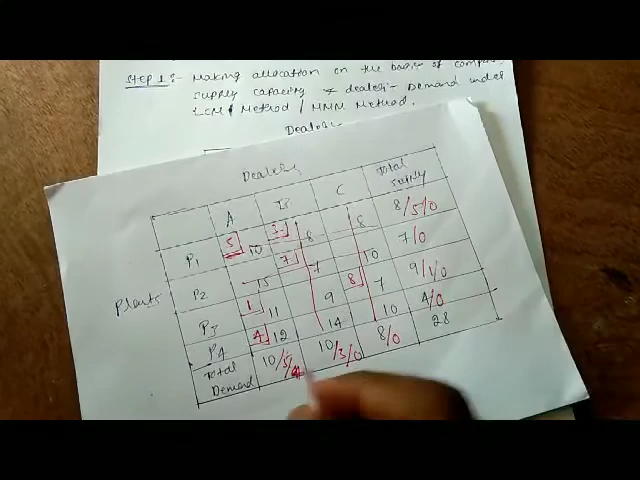 STEP 1:- Making allocation on the basis of
supply capacity & dealer's Demand under
LCM Method / MMM Method.
Dealers
Dealers
A B C Total supply
P1 5 10 3 8 8 8/5/0
P2 15 7 7 10 7/0
Plants
P3 1 11 9 8 7 9/1/0
P4 4 12 14 10 4/0
Total Demand 10/5/4 10/3/0 8/0 28